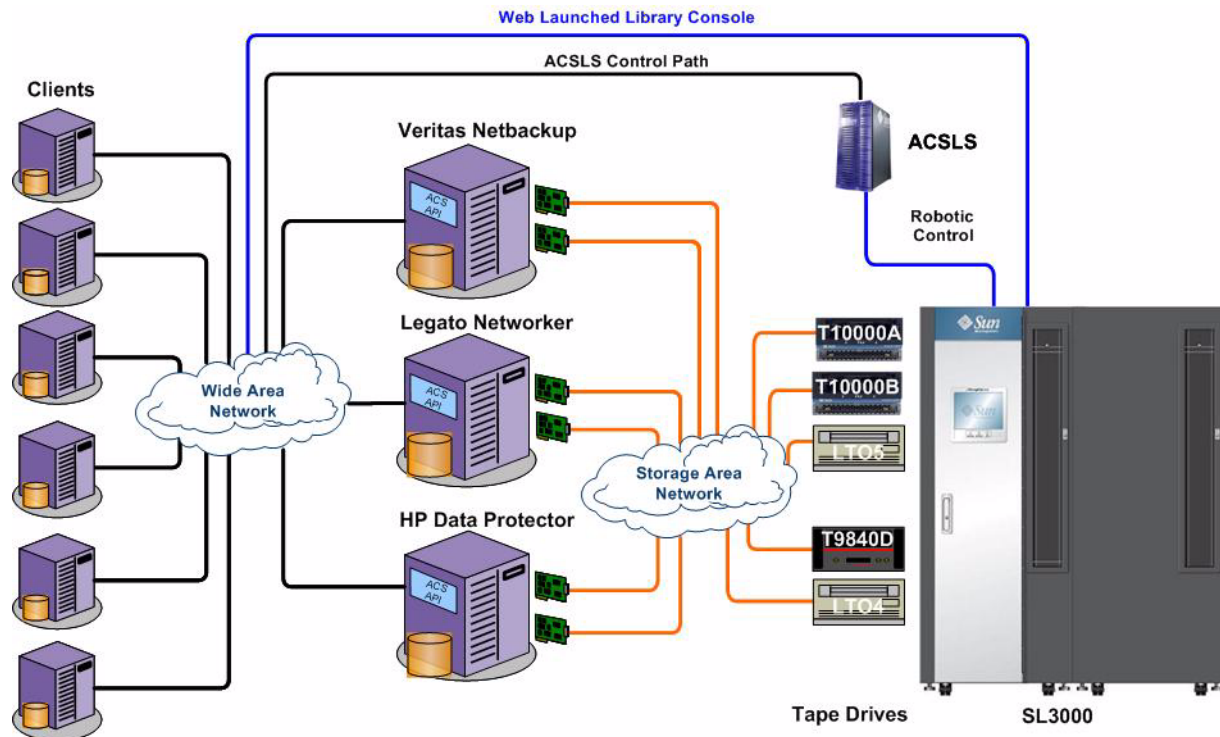 Web Launched Library Console
ACSLS Control Path
Clients
Veritas Netbackup
ACS
API
ACSLS
Robotic
Control
Legato Networker
ACS
API
Wide Area
Network
HP Data Protector
ACS
API
Storage Area
Network
T10000A
T10000B
LTO5
T9840D
LTO4
Sun
Sun
Tape Drives
SL3000